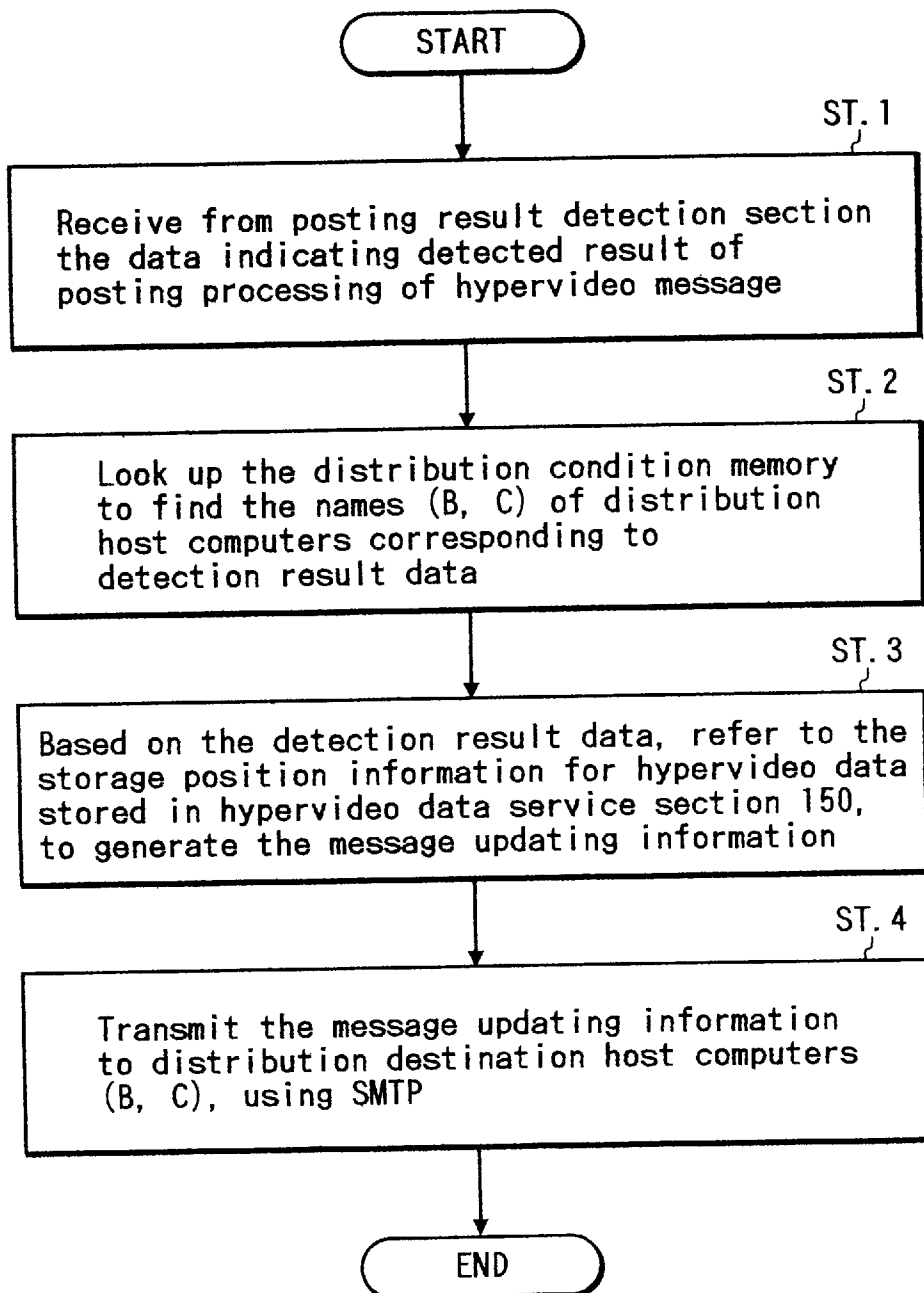 START
ST. 1
Receive from posting result detection section
the data indicating detected result of
posting processing of hypervideo message
ST. 2
Look up the distribution condition memory
to find the names (B, C) of distribution
host computers corresponding to
detection result data
ST. 3
Based on the detection result data, refer to the
storage position information for hypervideo data
stored in hypervideo data service section 150,
to generate the message updating information
ST. 4
Transmit the message updating information
to distribution destination host computers
(B, C), using SMTP
END